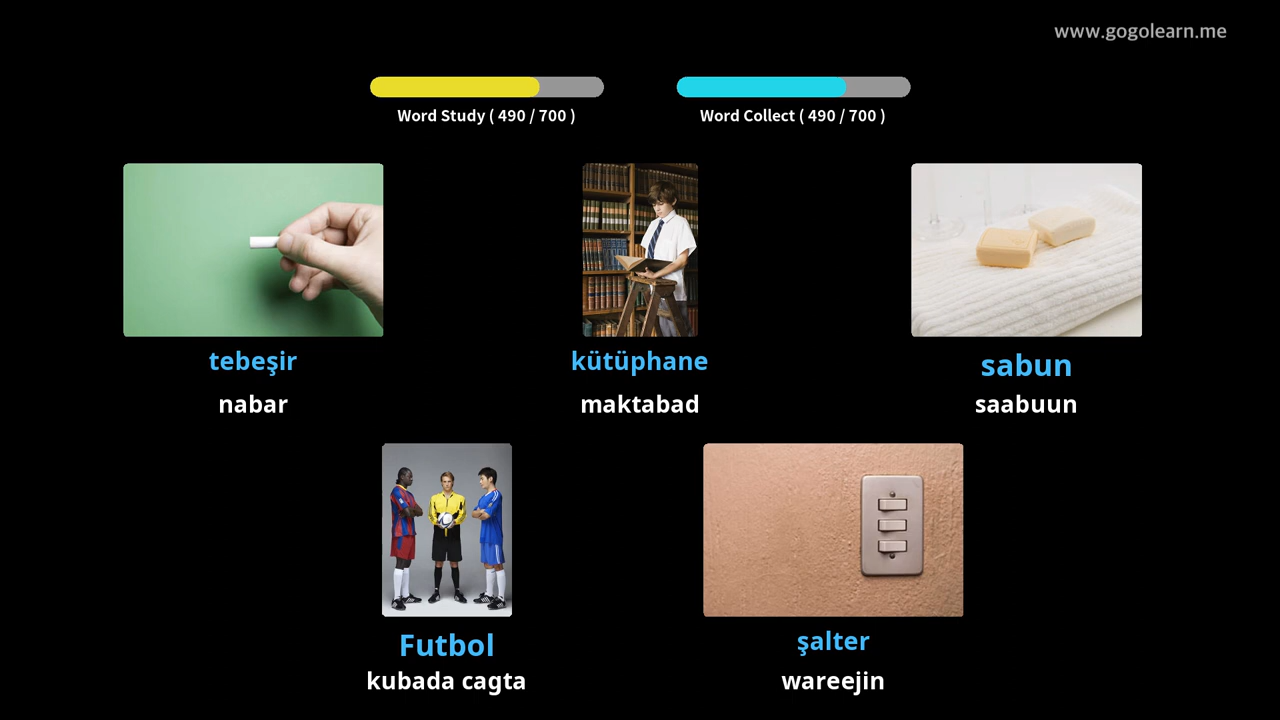 www.gogolearn.me
Word Study ( 490 / 700 )
Word Collect ( 490 / 700 )
tebeşir
nabar
kütüphane
maktabad
sabun
saabuun
Futbol
kubada cagta
şalter
wareejin